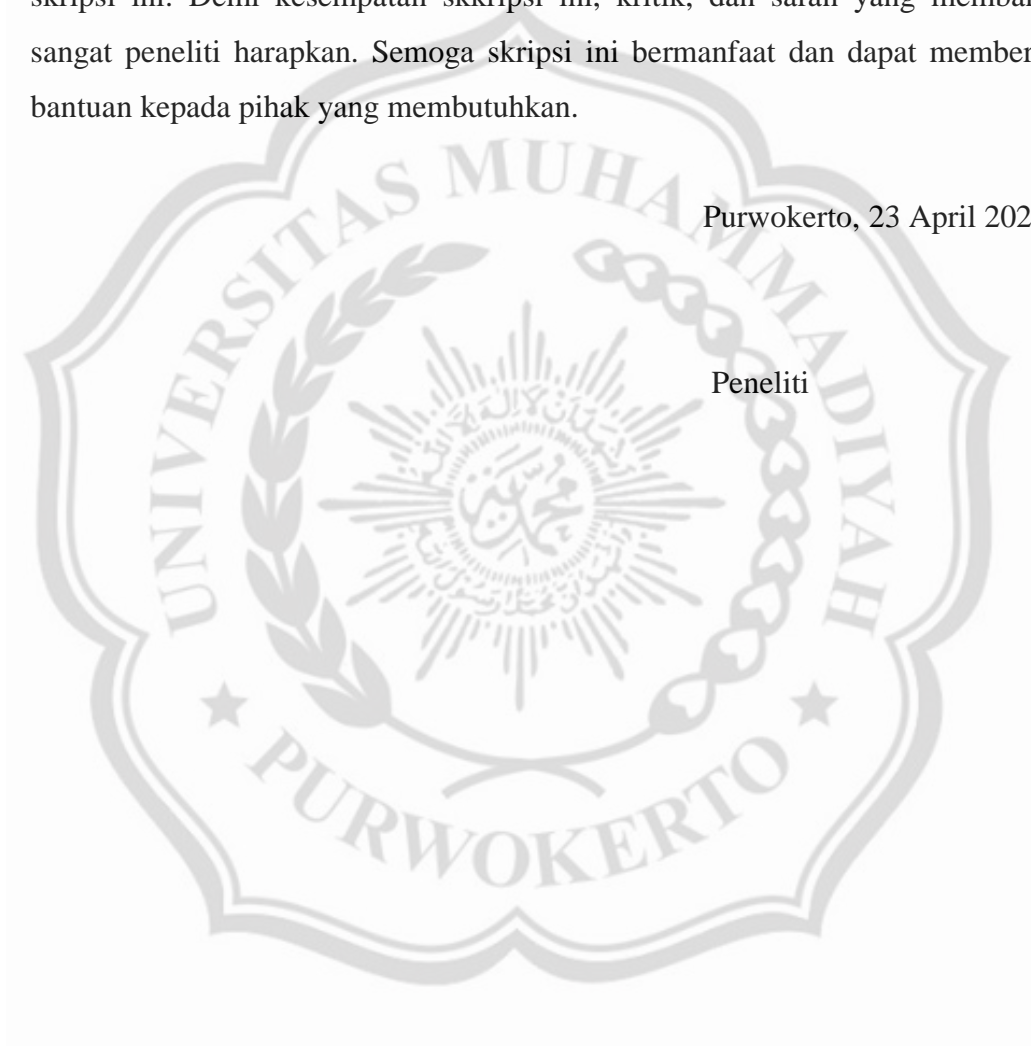 skripsi ini. Demi kesempatan skkripsi ini, kritik, dan saran yang memban
sangat peneliti harapkan. Semoga skripsi ini bermanfaat dan dapat member
bantuan kepada pihak yang membutuhkan.
Purwokerto, 23 April 202
Peneliti
UNIVERSITAS MUHAMMADIYAH
PURWOKERTO
محمدية